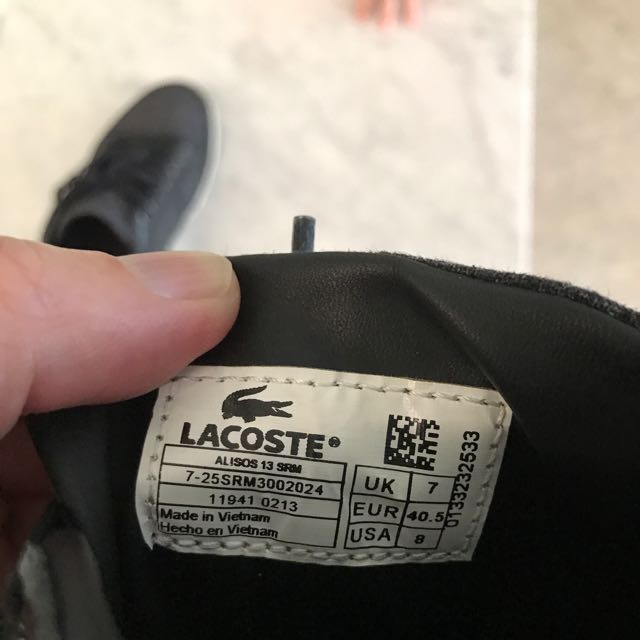 LACOSTE®
ALISOS 13 SRM
7-25SRM3002024
11941 0213
Made in Vietnam
Hecho en Vietnam
UK 7
EUR 40.5
USA 8
0133232533